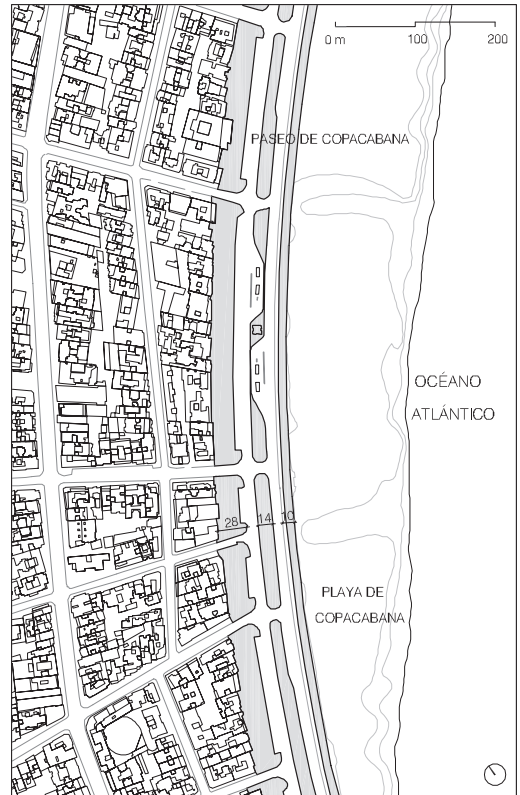 0 m 100 200
PASEO DE COPACABANA
OCÉANO
ATLÁNTICO
28 14 10
PLAYA DE
COPACABANA